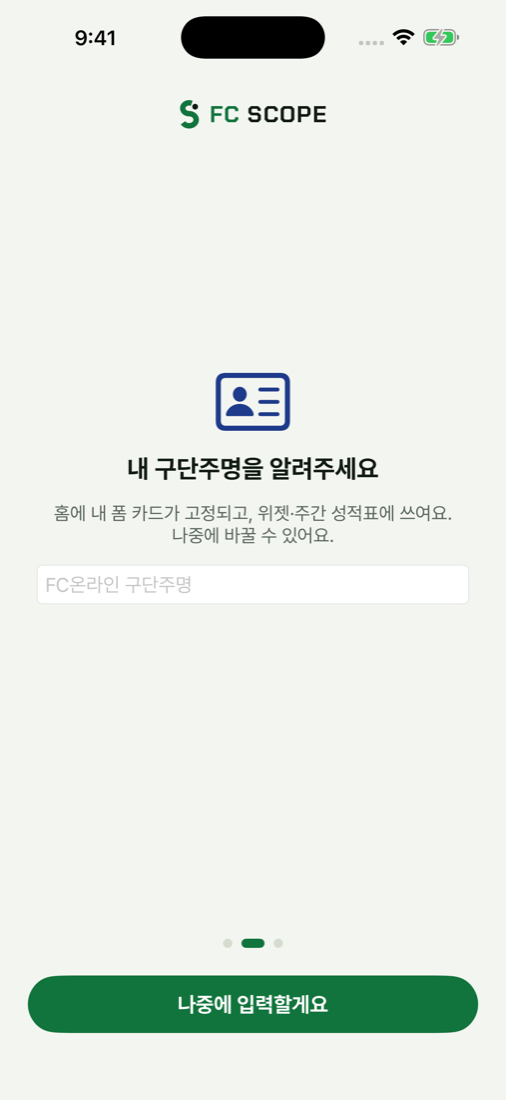 9:41
FC SCOPE
내 구단주명을 알려주세요
홈에 내 폼 카드가 고정되고, 위젯·주간 성적표에 쓰여요.
나중에 바꿀 수 있어요.
FC온라인 구단주명
나중에 입력할게요